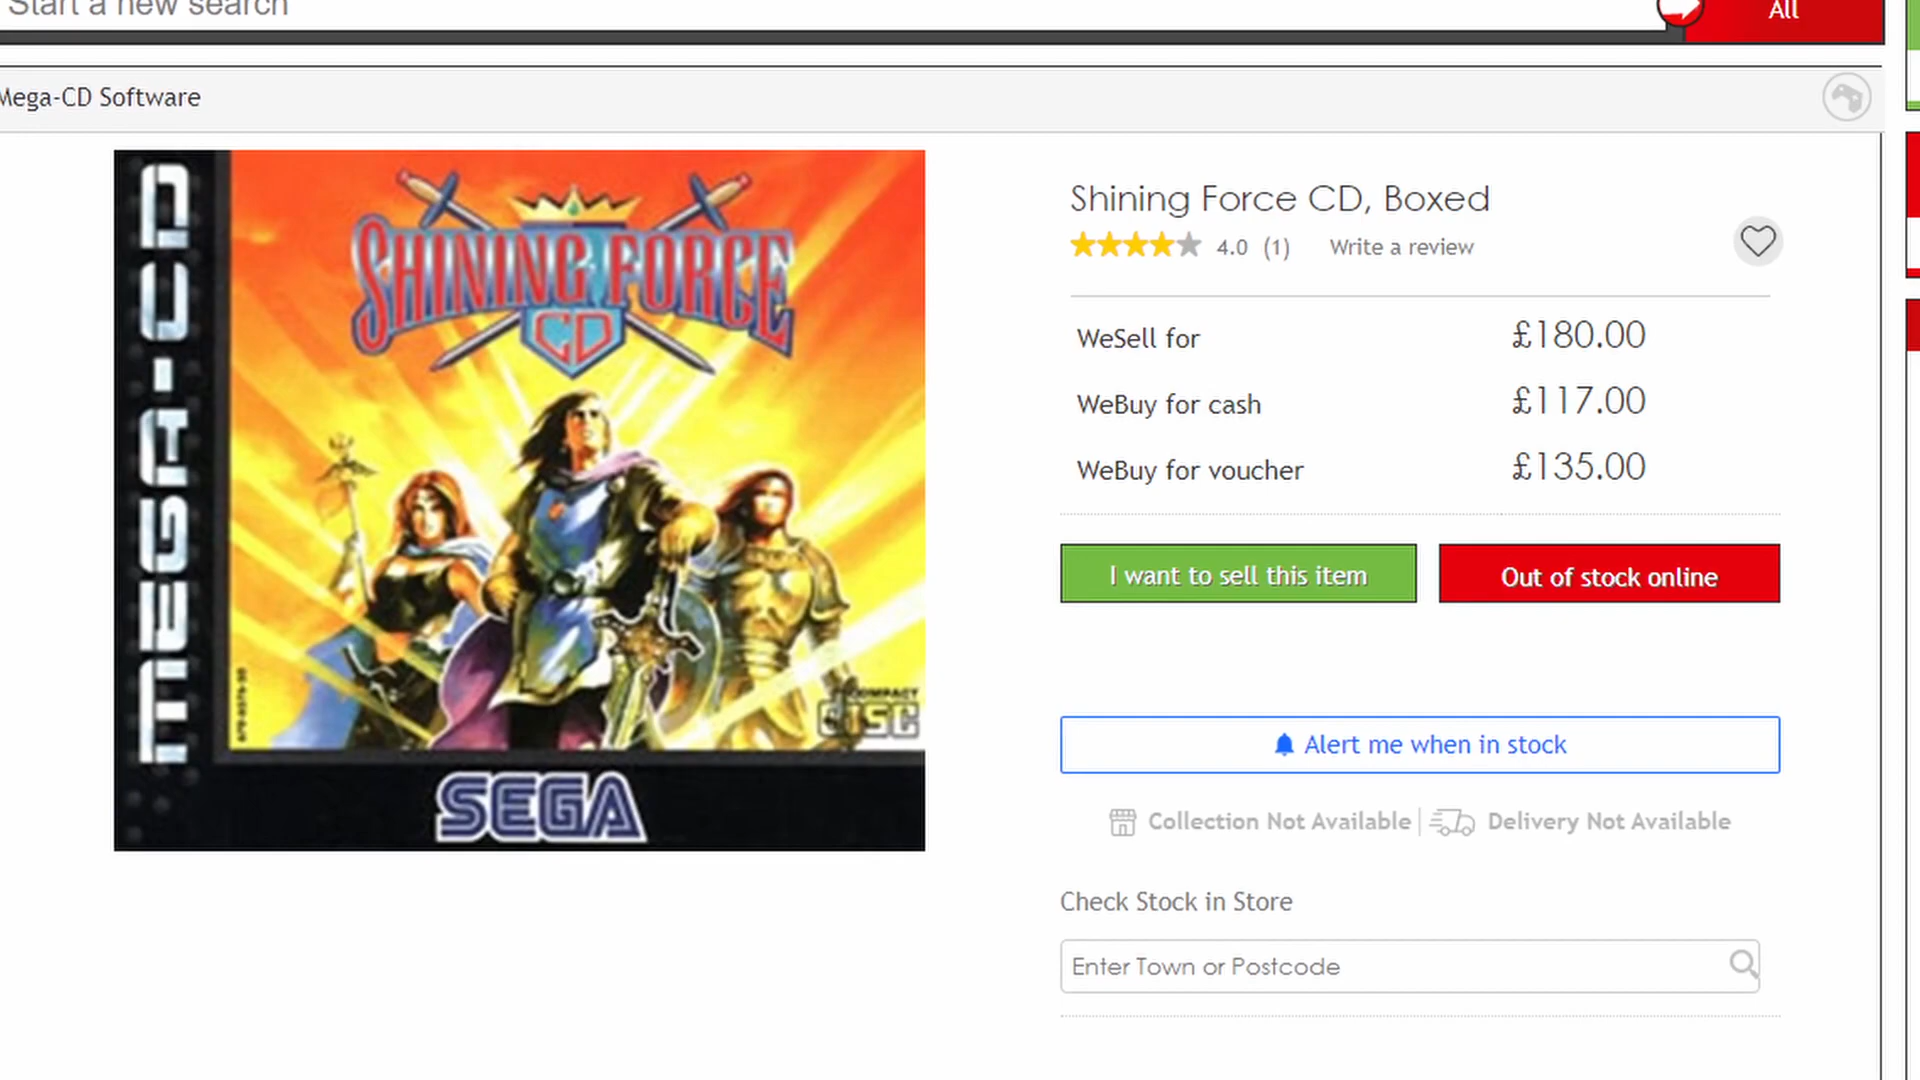 Start a new search
All
Mega-CD Software
MEGA-CD
SHINING FORCE
CD
COMPACT
DISC
SEGA
Shining Force CD, Boxed
4.0 (1) Write a review
WeSell for £180.00
WeBuy for cash £117.00
WeBuy for voucher £135.00
I want to sell this item
Out of stock online
Alert me when in stock
Collection Not Available
Delivery Not Available
Check Stock in Store
Enter Town or Postcode